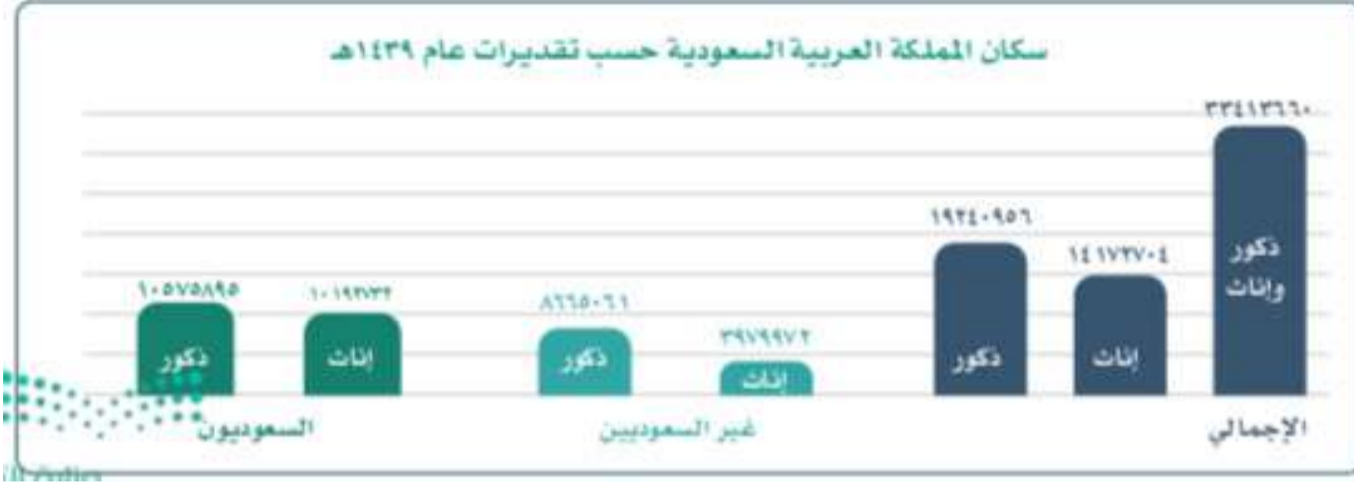 سكان المملكة العربية السعودية حسب تقديرات عام ١٤٣٩هـ
٣٣٤١٣٦٦٠
ذكور
وإناث
١٤١٧٢٧٠٤
إناث
١٩٢٤٠٩٥٦
ذكور
الإجمالي
٣٩٧٩٩٧٢
إناث
٨٦٦٥٠٦١
ذكور
غير السعوديين
١٠١٩٢٧٣٢
إناث
١٠٥٧٥٨٩٥
ذكور
السعوديون